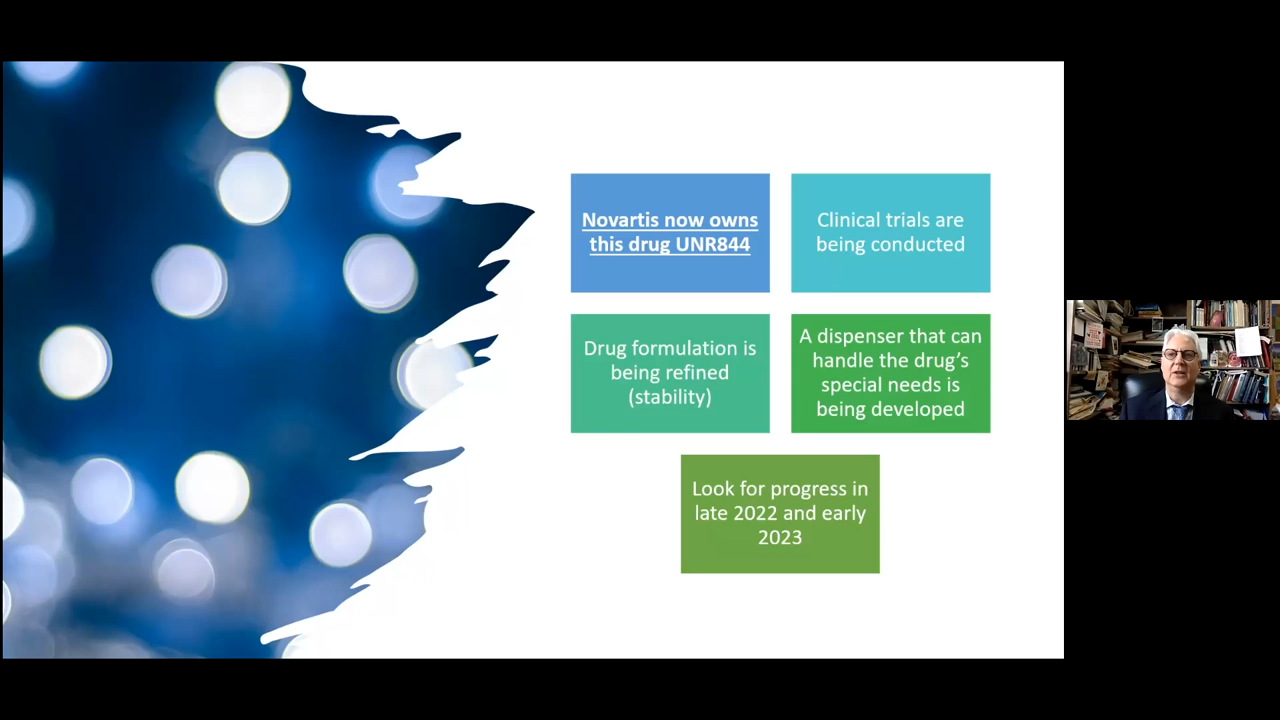 Novartis now owns
this drug UNR844
Clinical trials are
being conducted
Drug formulation is
being refined
(stability)
A dispenser that can
handle the drug's
special needs is
being developed
Look for progress in
late 2022 and early
2023